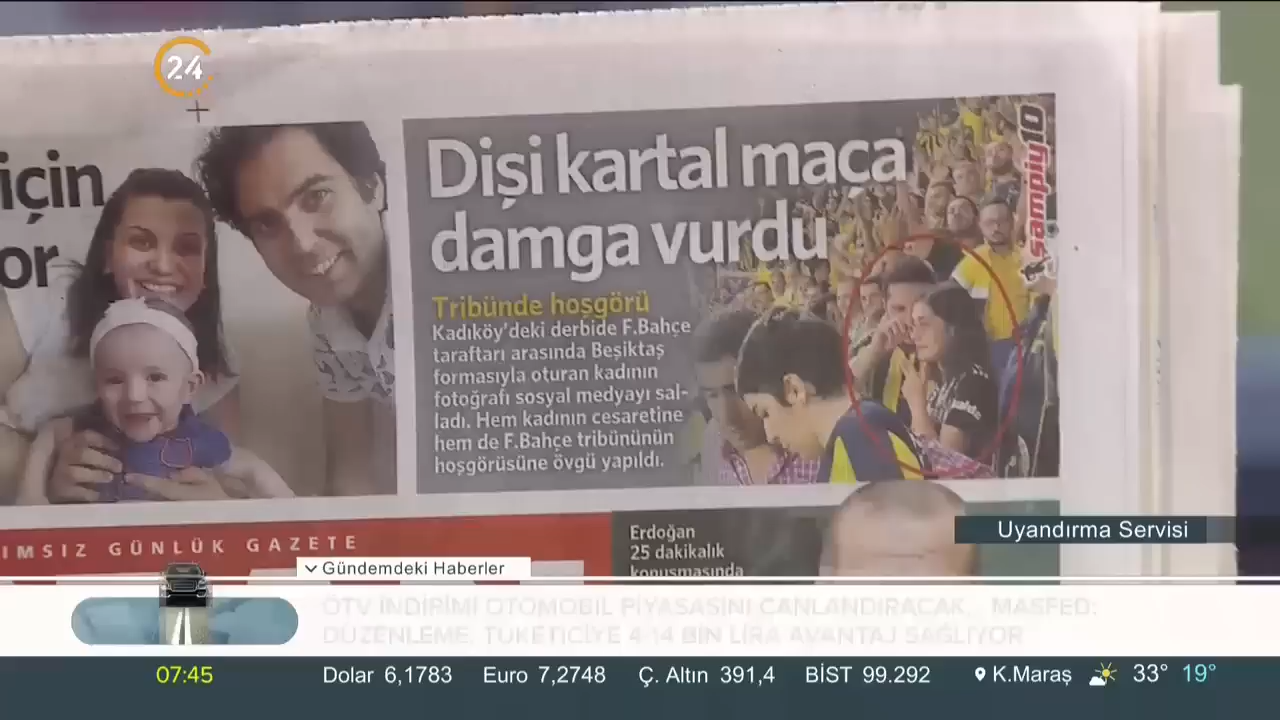 24
için
or
Dişi kartal maca
damga vurdu
şampiy10
Tribünde hoşgörü
Kadıköy'deki derbide F.Bahçe
taraftarı arasında Beşiktaş
formasıyla oturan kadının
fotoğrafı sosyal medyayı sal-
ladı. Hem kadının cesaretine
hem de F.Bahçe tribününün
hoşgörüsüne övgü yapıldı.
IMSIZ GÜNLÜK GAZETE
Erdoğan
25 dakikalık
konuşmasında
Uyandırma Servisi
Gündemdeki Haberler
ÖTV İNDİRİMİ OTOMOBİL PİYASASINI CANLANDIRACAK. MASFED:
DÜZENLEME, TÜKETİCİYE 4-14 BİN LİRA AVANTAJ SAĞLIYOR
07:45 Dolar 6,1783 Euro 7,2748 Ç. Altın 391,4 BİST 99.292 K.Maraş 33° 19°